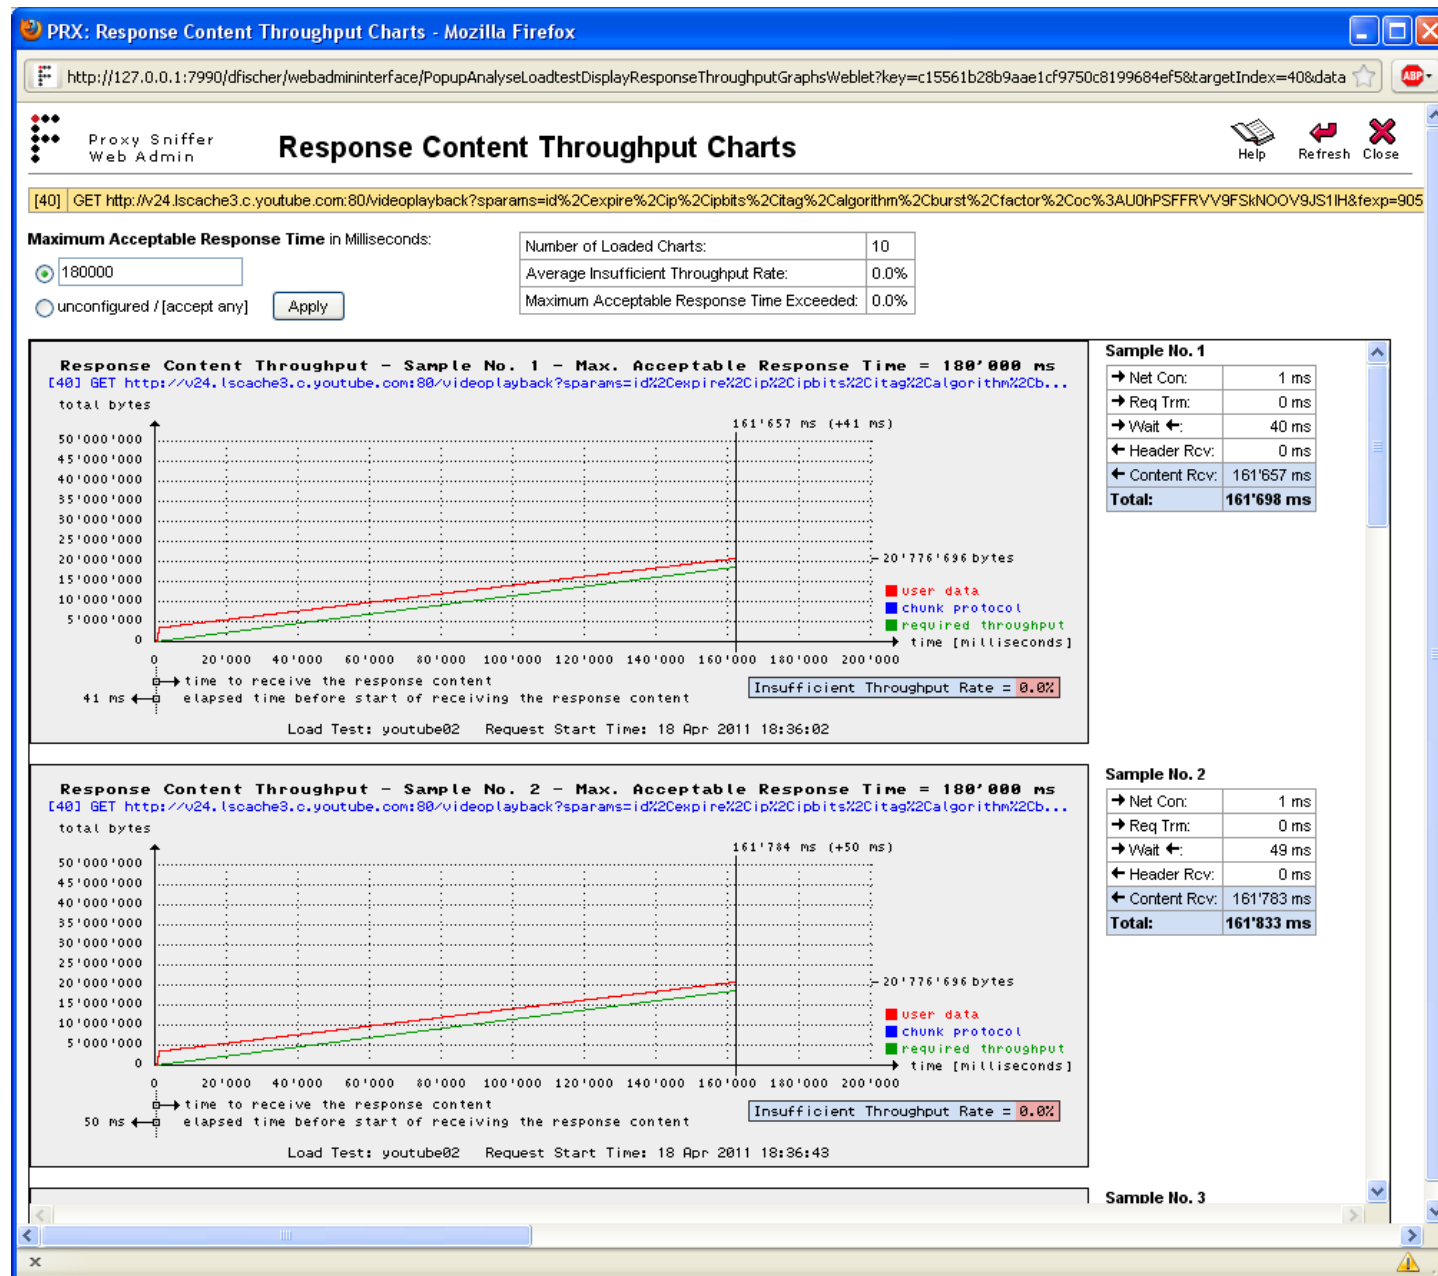 PRX: Response Content Throughput Charts - Mozilla Firefox
http://127.0.0.1:7990/dfischer/webadmininterface/PopupAnalyseLoadtestDisplayResponseThroughputGraphsWeblet?key=c15561b28b9aae1cf9750c8199684ef5&targetIndex=40&data
ABP
Proxy Sniffer
Web Admin
Response Content Throughput Charts
Help Refresh Close
[40] GET http://v24.lscache3.c.youtube.com:80/videoplayback?sparams=id%2Cexpire%2Cip%2Cipbits%2Citag%2Calgorithm%2Cburst%2Cfactor%2Coc%3AU0hPSFFRVV9FSkNOOV9JS1lH&fexp=905
Maximum Acceptable Response Time in Milliseconds:
180000
unconfigured / [accept any] Apply
Number of Loaded Charts: 10
Average Insufficient Throughput Rate: 0.0%
Maximum Acceptable Response Time Exceeded: 0.0%
Response Content Throughput - Sample No. 1 - Max. Acceptable Response Time = 180'000 ms
[40] GET http://v24.lscache3.c.youtube.com:80/videoplayback?sparams=id%2Cexpire%2Cip%2Cipbits%2Citag%2Calgorithm%2Cb...
total bytes
161'657 ms (+41 ms)
50'000'000
45'000'000
40'000'000
35'000'000
30'000'000
25'000'000
20'000'000
15'000'000
10'000'000
5'000'000
0
20'776'696 bytes
user data
chunk protocol
required throughput
time [milliseconds]
0 20'000 40'000 60'000 80'000 100'000 120'000 140'000 160'000 180'000 200'000
time to receive the response content
41 ms elapsed time before start of receiving the response content
Insufficient Throughput Rate = 0.0%
Load Test: youtube02 Request Start Time: 18 Apr 2011 18:36:02
Sample No. 1
Net Con: 1 ms
Req Trm: 0 ms
Wait: 40 ms
Header Rcv: 0 ms
Content Rcv: 161'657 ms
Total: 161'698 ms
Response Content Throughput - Sample No. 2 - Max. Acceptable Response Time = 180'000 ms
[40] GET http://v24.lscache3.c.youtube.com:80/videoplayback?sparams=id%2Cexpire%2Cip%2Cipbits%2Citag%2Calgorithm%2Cb...
total bytes
161'784 ms (+50 ms)
50'000'000
45'000'000
40'000'000
35'000'000
30'000'000
25'000'000
20'000'000
15'000'000
10'000'000
5'000'000
0
20'776'696 bytes
user data
chunk protocol
required throughput
time [milliseconds]
0 20'000 40'000 60'000 80'000 100'000 120'000 140'000 160'000 180'000 200'000
time to receive the response content
50 ms elapsed time before start of receiving the response content
Insufficient Throughput Rate = 0.0%
Load Test: youtube02 Request Start Time: 18 Apr 2011 18:36:43
Sample No. 2
Net Con: 1 ms
Req Trm: 0 ms
Wait: 49 ms
Header Rcv: 0 ms
Content Rcv: 161'783 ms
Total: 161'833 ms
Sample No. 3